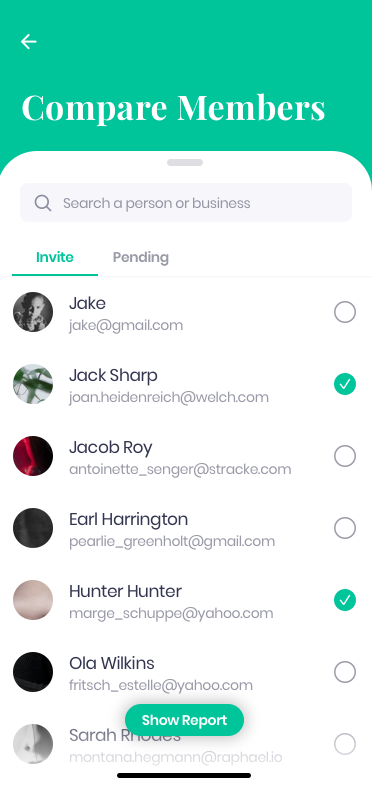 Compare Members
Search a person or business
Invite Pending
Jake
jake@gmail.com
Jack Sharp
joan.heidenreich@welch.com
Jacob Roy
antoinette_senger@stracke.com
Earl Harrington
pearlie_greenholt@gmail.com
Hunter Hunter
marge_schuppe@yahoo.com
Ola Wilkins
fritsch_estelle@yahoo.com
Show Report
Sarah Rhodes
montana.hegmann@raphael.io